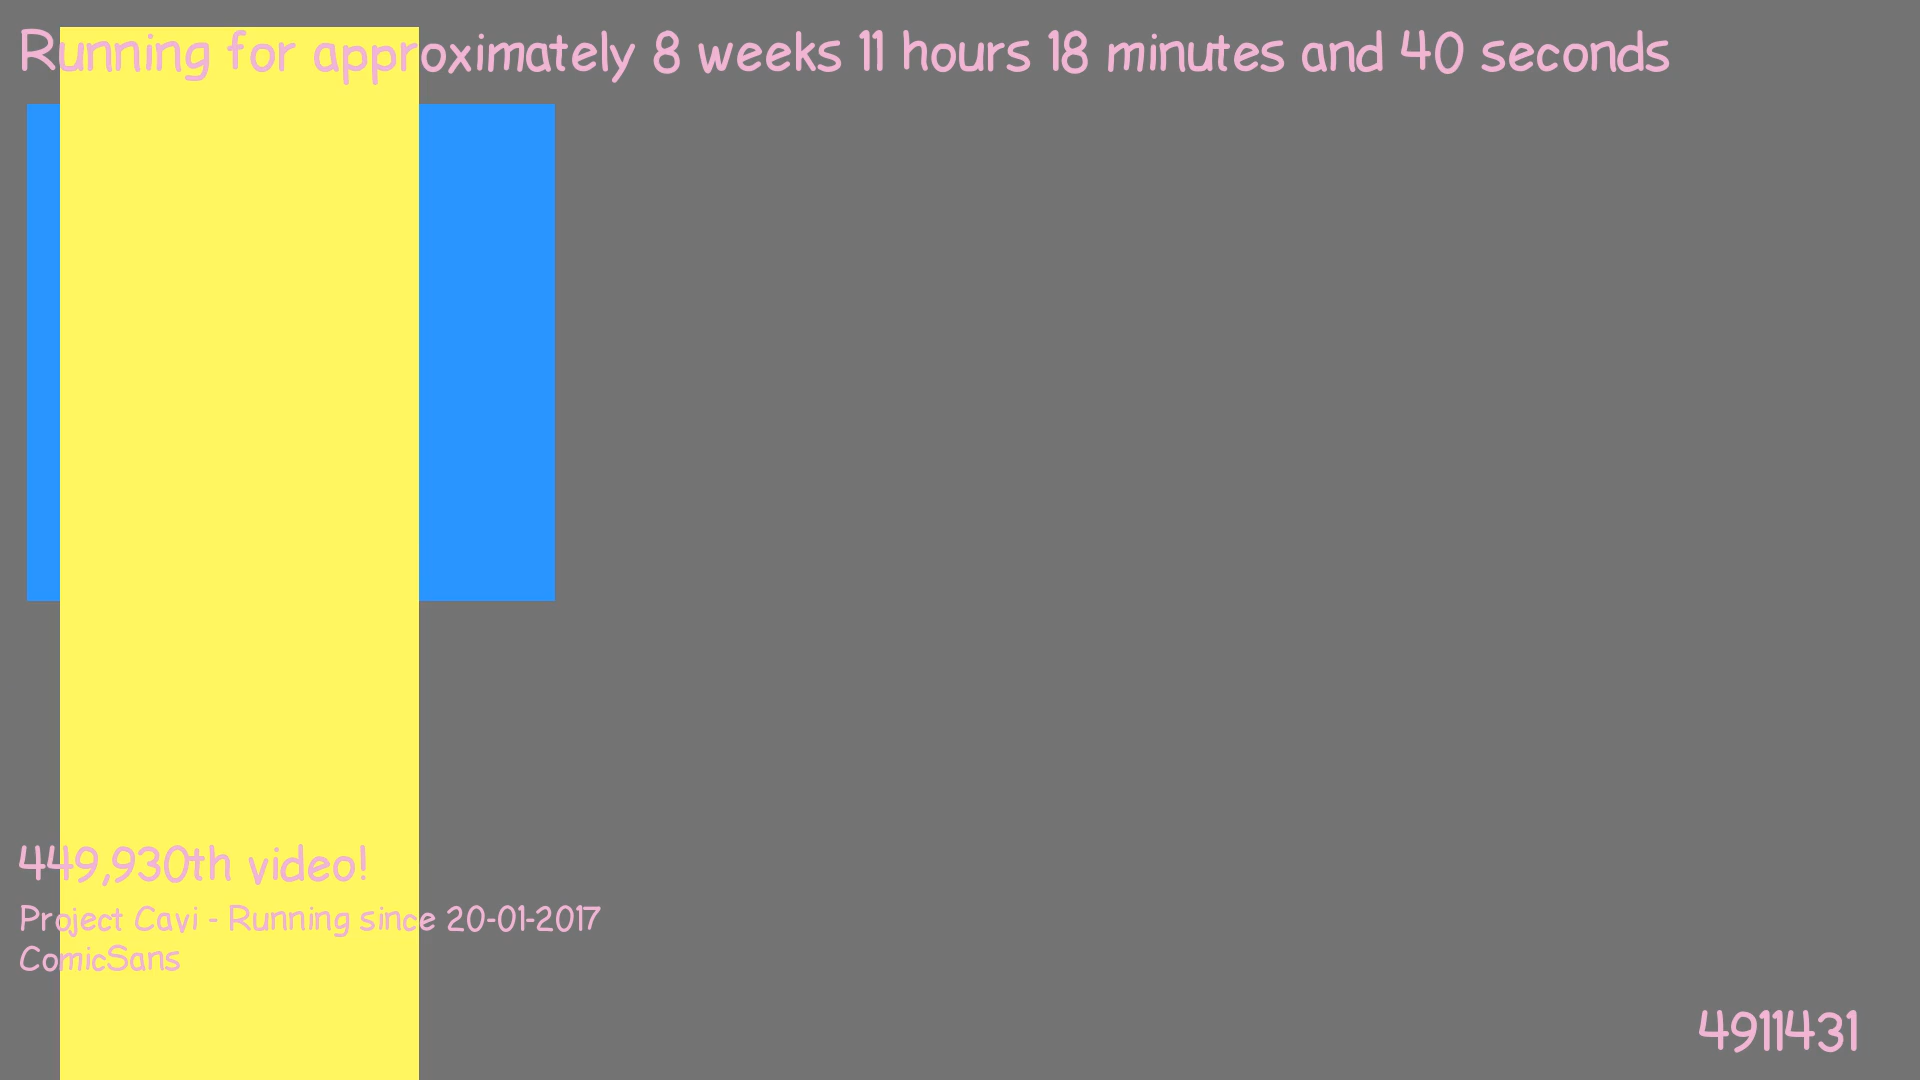 Running for approximately 8 weeks 11 hours 18 minutes and 40 seconds
449,930th video!
Project Cavi - Running since 20-01-2017
ComicSans
4911431